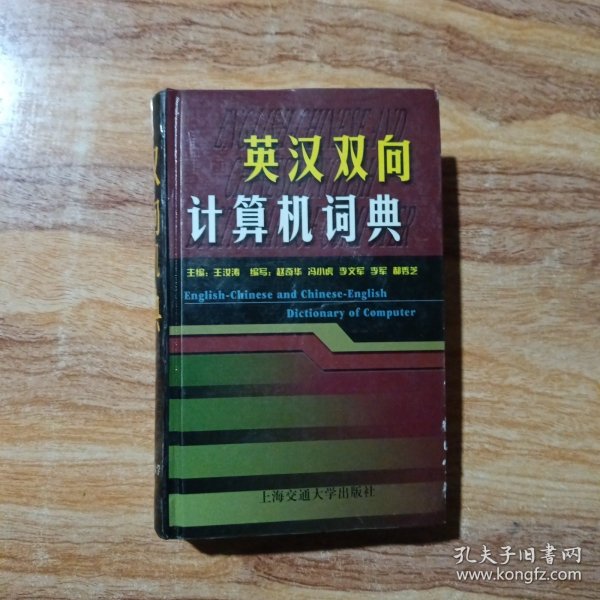 英汉双向
计算机词典
主编：王汝涛 编写：赵奇华 冯小虎 李文军 李军 郝秀芝
English-Chinese and Chinese-English
Dictionary of Computer
上海交通大学出版社
孔夫子旧书网
www.kongfz.com